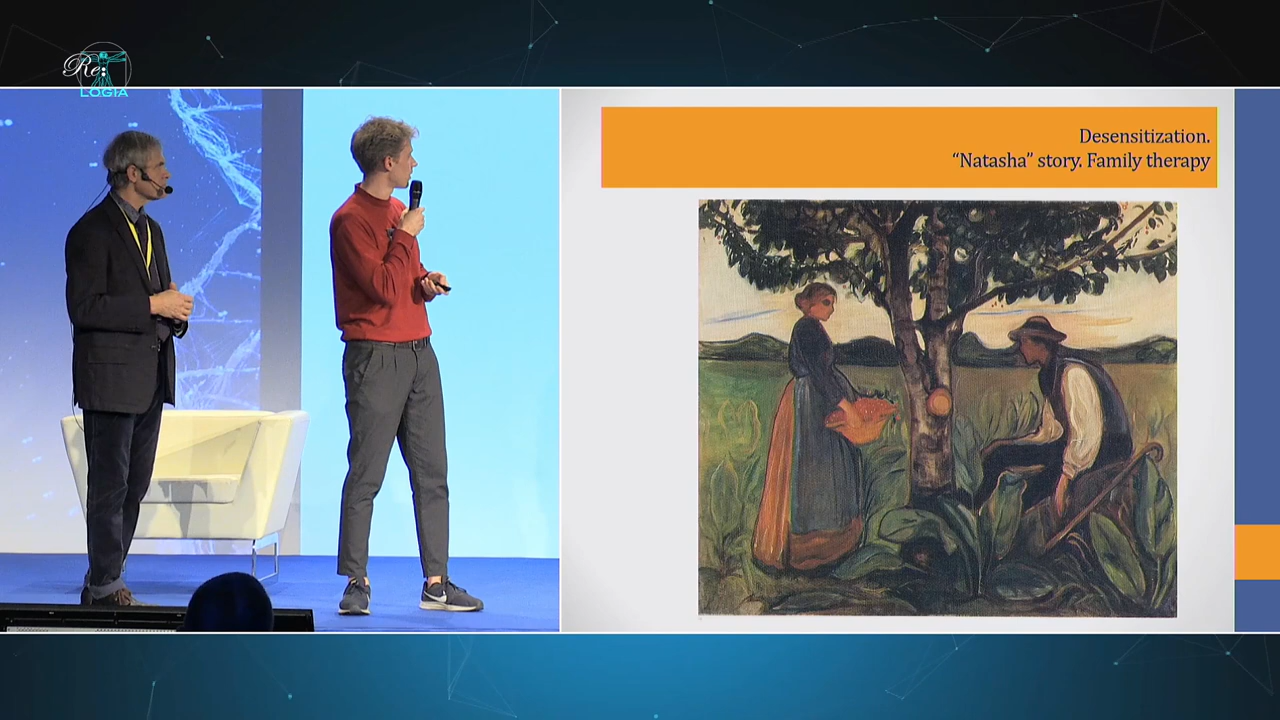 Re:
LOGIA
Desensitization.
“Natasha” story. Family therapy